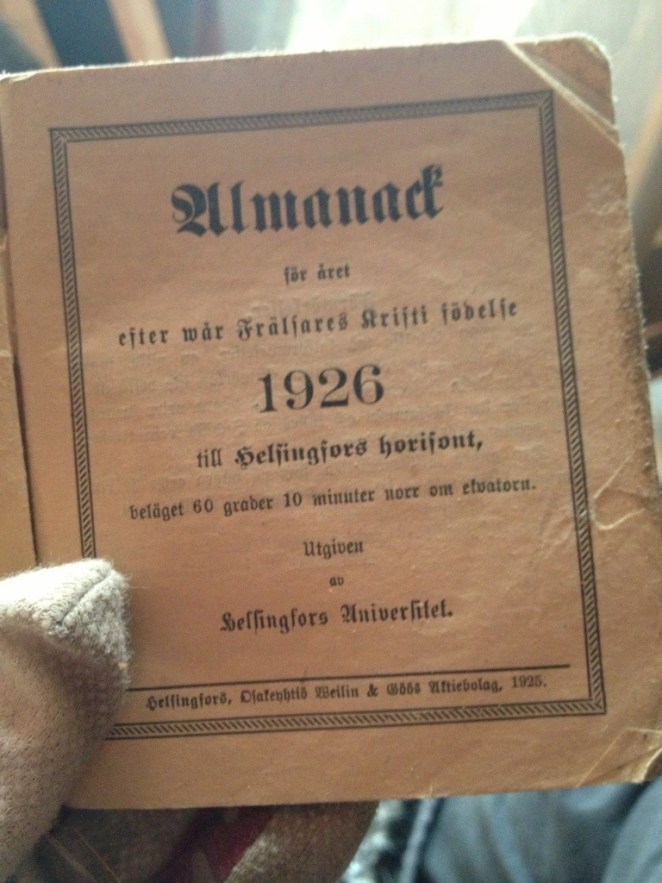 Almanack
för året
efter wår Frälsares Kristi födelse
1926
till Helsingfors horisont,
beläget 60 grader 10 minuter norr om ekvatorn.
Utgiven
av
Helsingfors Universitet.
Helsingfors, Osakeyhtiö Weilin & Göös Aktiebolag, 1925.